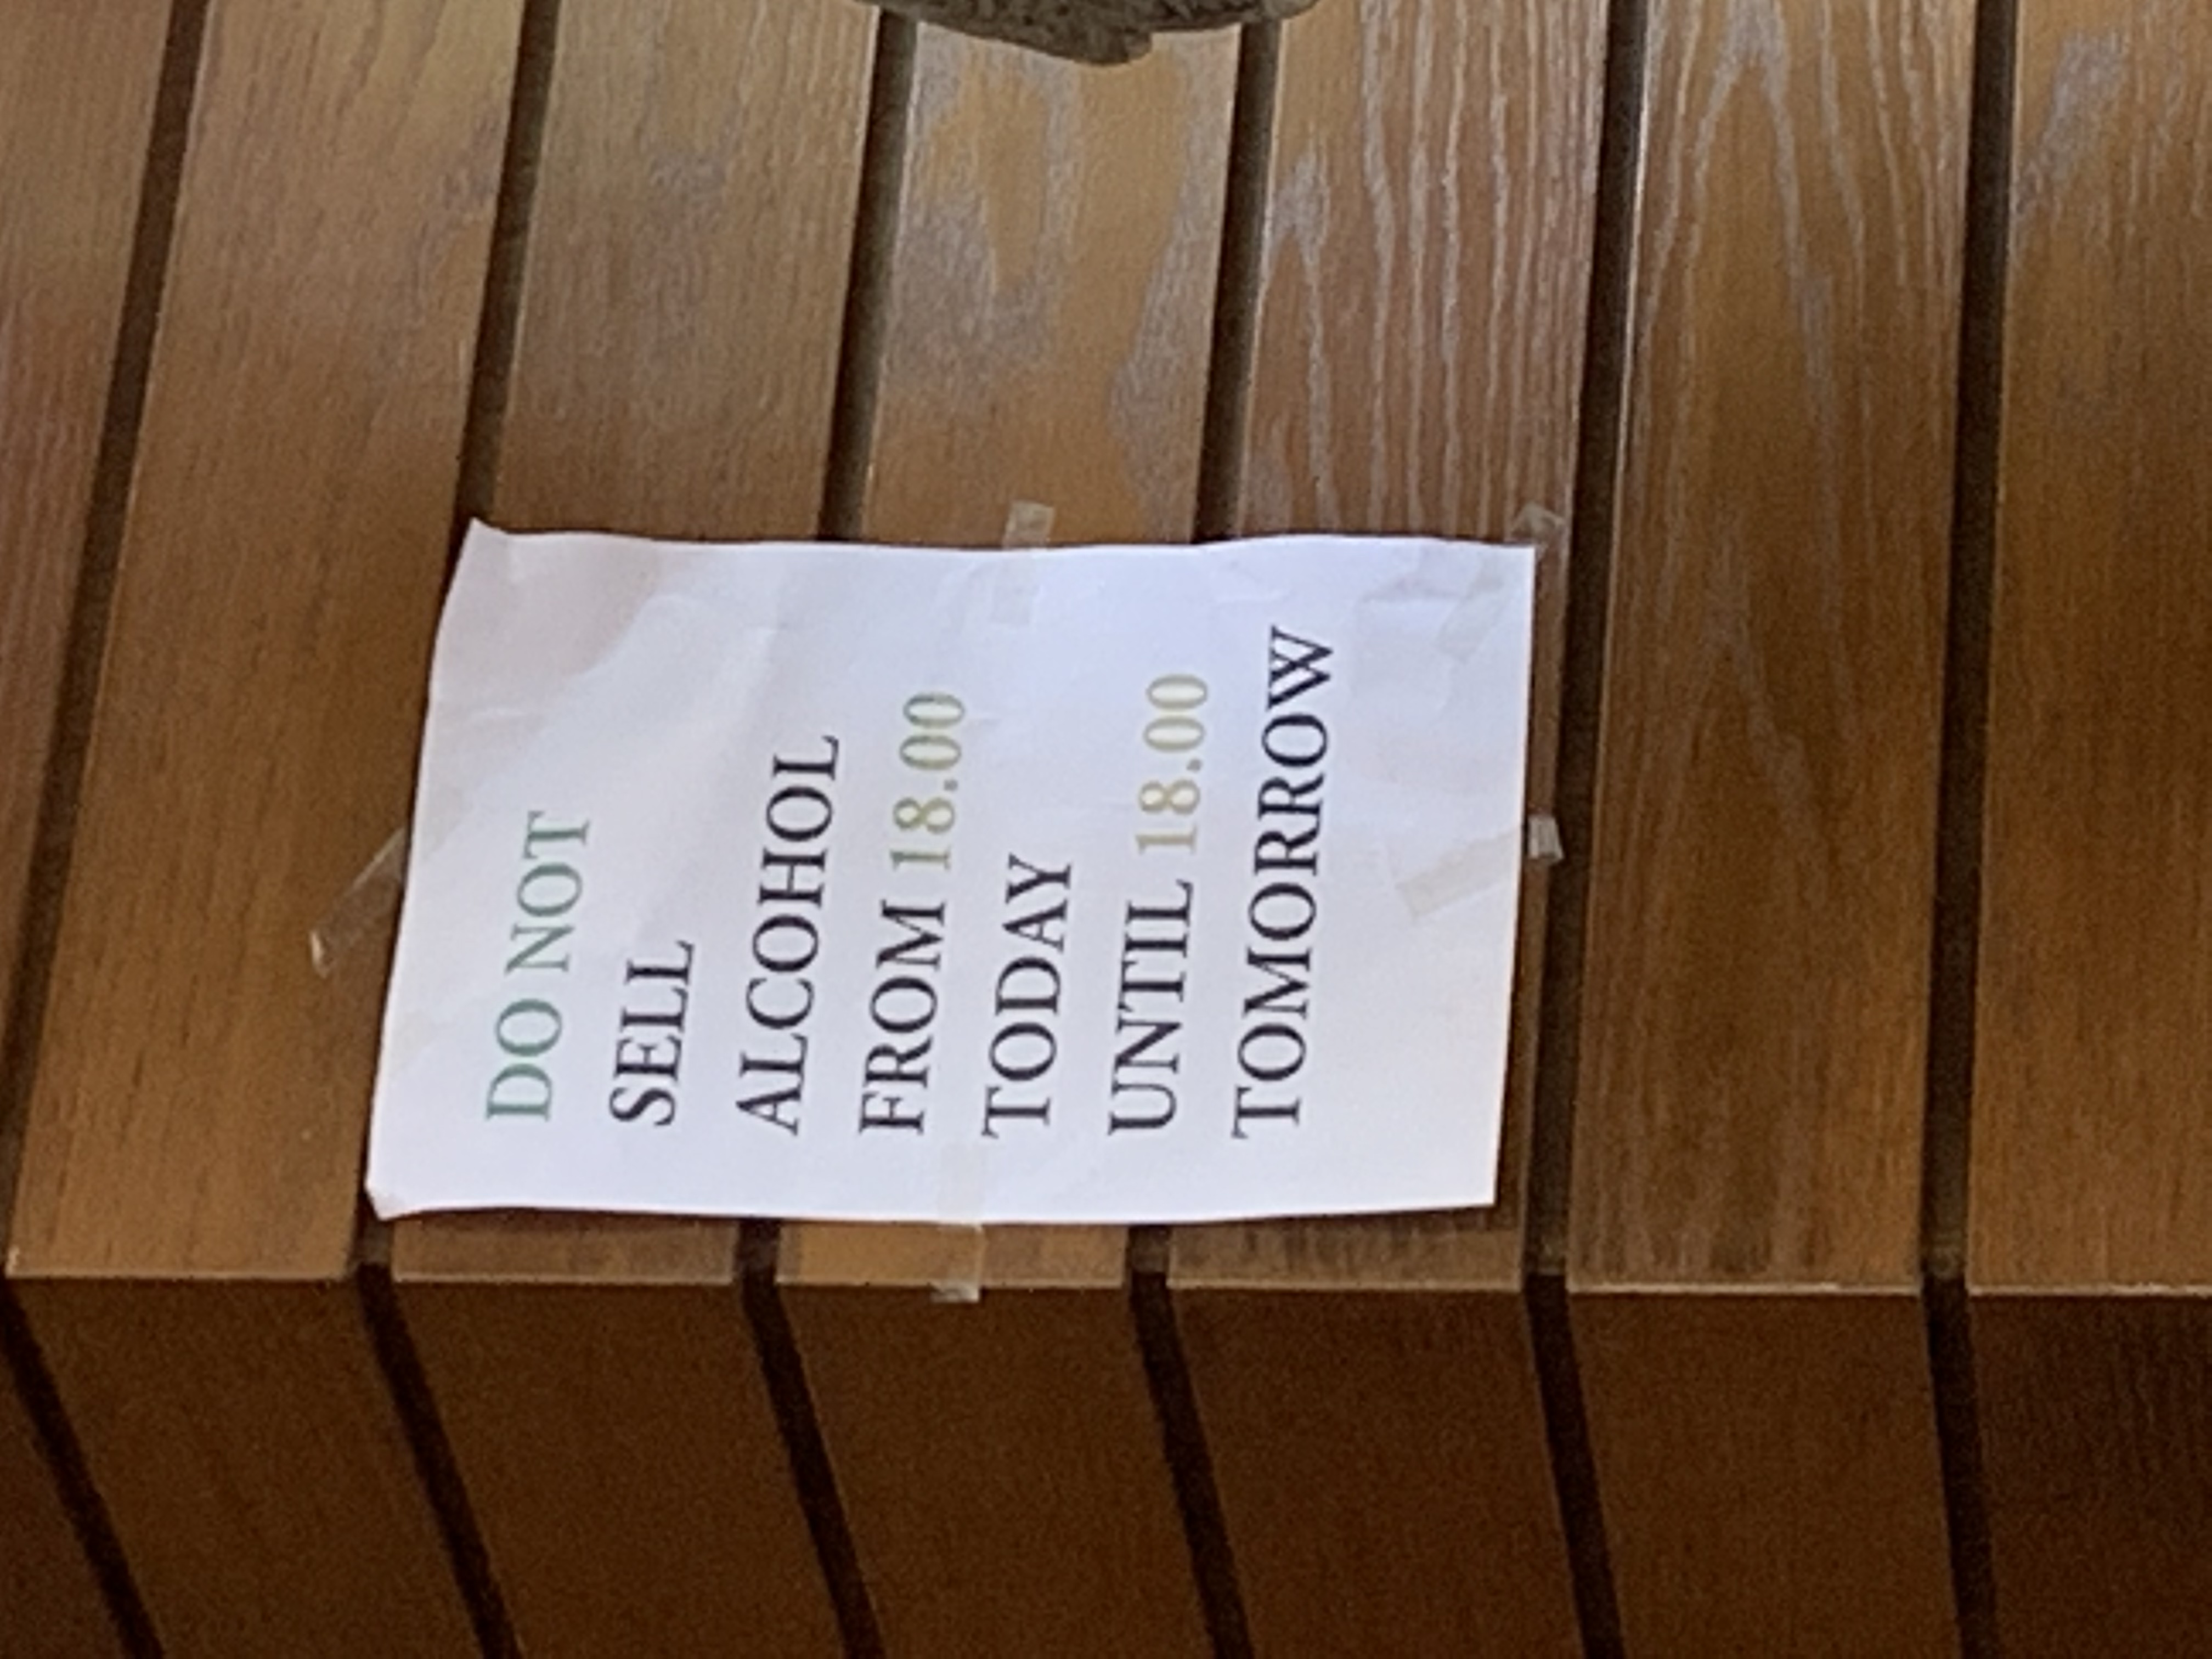 DO NOT
SELL
ALCOHOL
FROM 18.00
TODAY
UNTIL 18.00
TOMORROW